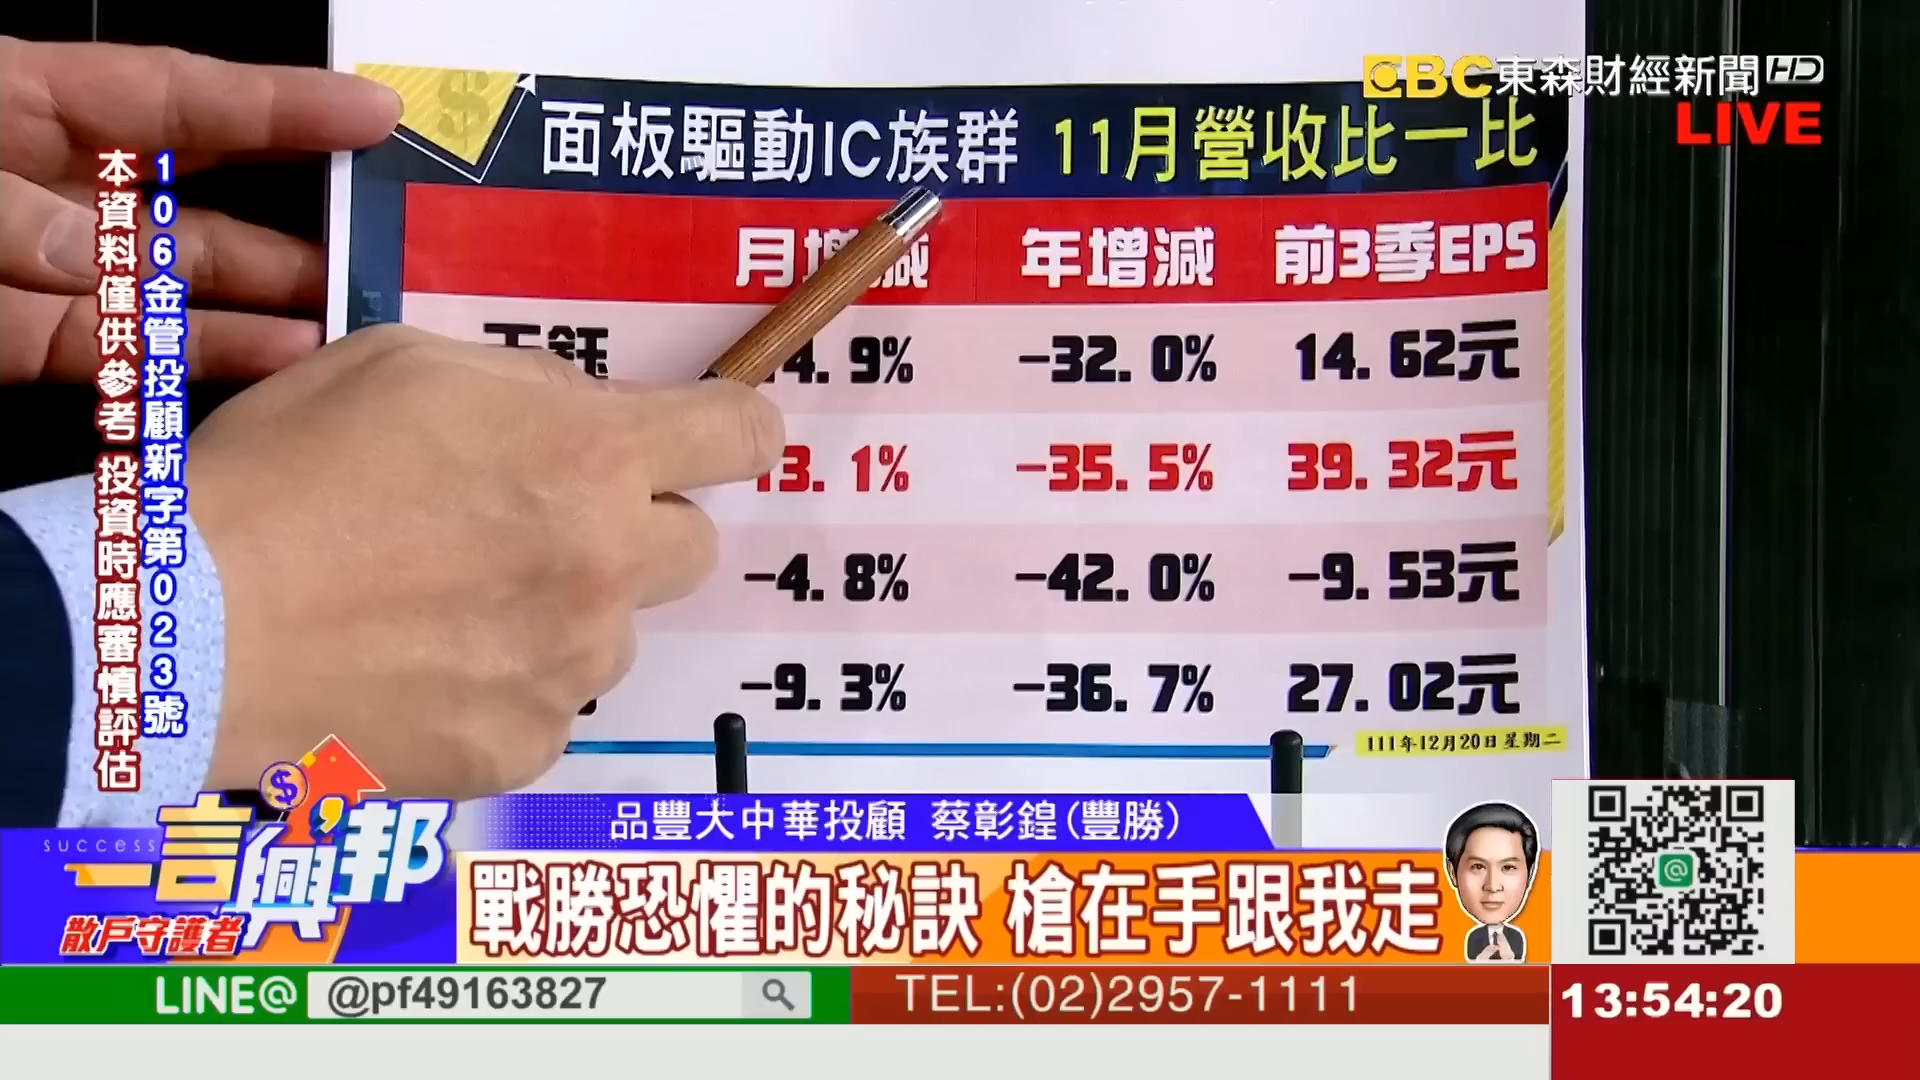 EBC東森財經新聞HD
LIVE
面板驅動IC族群 11月營收比一比
月增減 年增減 前3季EPS
天鈺 4.9% -32.0% 14.62元
3.1% -35.5% 39.32元
-4.8% -42.0% -9.53元
-9.3% -36.7% 27.02元
111年12月20日星期二
106金管投顧新字第023號
本資料僅供參考 投資時應審慎評估
success
一言興邦
散戶守護者
品豐大中華投顧 蔡彰鍠(豐勝)
戰勝恐懼的秘訣 槍在手跟我走
LINE@ @pf49163827
TEL:(02)2957-1111
13:54:20